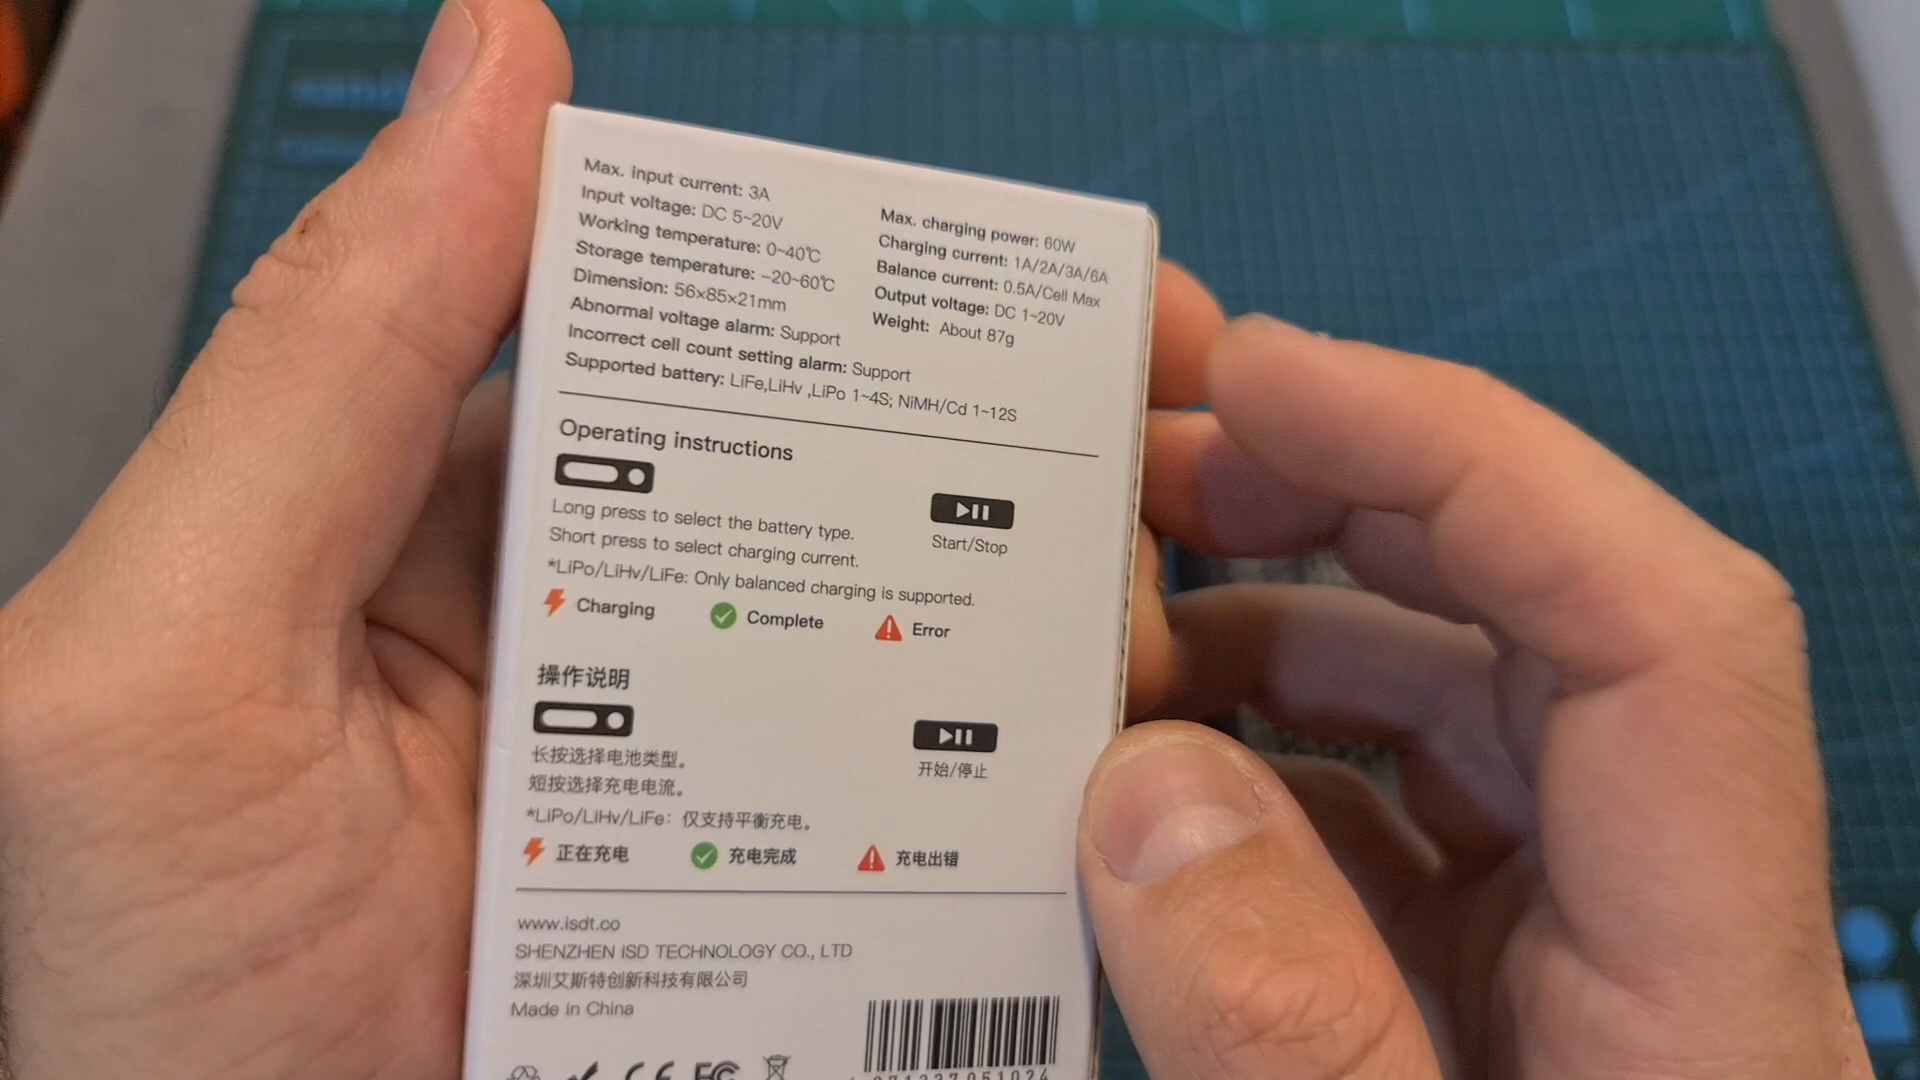 Max. input current: 3A
Input voltage: DC 5~20V
Working temperature: 0~40℃
Storage temperature: -20~60℃
Dimension: 56×85×21mm
Abnormal voltage alarm: Support
Incorrect cell count setting alarm: Support
Supported battery: LiFe,LiHv ,LiPo 1~4S; NiMH/Cd 1~12S
Max. charging power: 60W
Charging current: 1A/2A/3A/6A
Balance current: 0.5A/Cell Max
Output voltage: DC 1~20V
Weight: About 87g
Operating instructions
Long press to select the battery type.
Short press to select charging current.
Start/Stop
*LiPo/LiHv/LiFe: Only balanced charging is supported.
Charging
Complete
Error
操作说明
长按选择电池类型。
短按选择充电电流。
开始/停止
*LiPo/LiHv/LiFe：仅支持平衡充电。
正在充电
充电完成
充电出错
www.isdt.co
SHENZHEN ISD TECHNOLOGY CO., LTD
深圳艾斯特创新科技有限公司
Made in China
CE FC